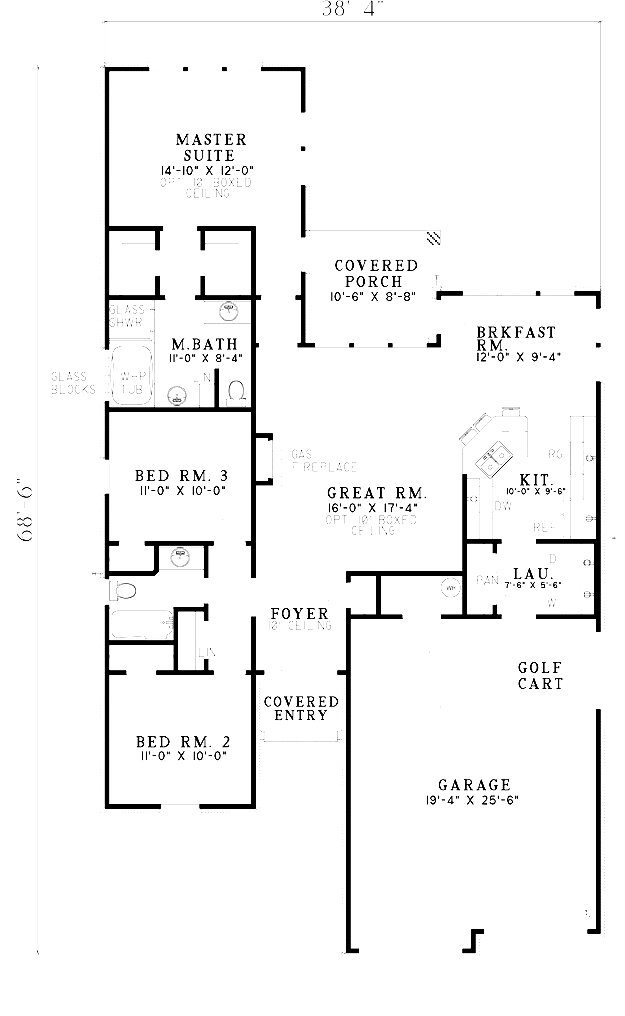 38' 4"
MASTER
SUITE
14'-10" X 12'-0"
OPT 10' BOXED
CEILING
COVERED
PORCH
10'-6" X 8'-8"
GLASS
SHWR
M.BATH
11'-0" X 8'-4"
BRKFAST
RM.
12'-0" X 9'-4"
GLASS
BLOCKS
W-P
TUB
GAS
FIREPLACE
BED RM. 3
11'-0" X 10'-0"
GREAT RM.
16'-0" X 17'-4"
OPT 10' BOXED
CEILING
RG
KIT.
10'-0" X 9'-6"
DW
REF
68'-6"
PAN
LAU.
7'-6" X 5'-6"
D
W
WH
FOYER
10' CEILING
LIN
COVERED
ENTRY
GOLF
CART
BED RM. 2
11'-0" X 10'-0"
GARAGE
19'-4" X 25'-6"